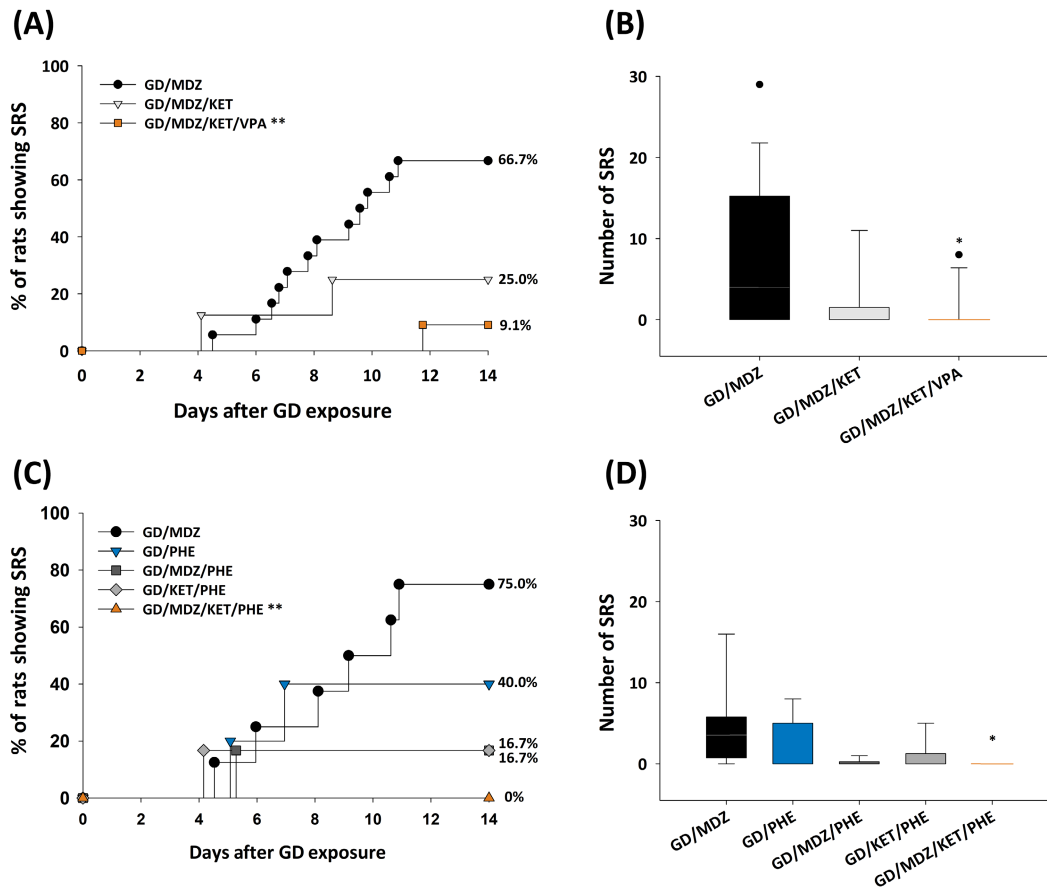 (A)
% of rats showing SRS
100
80
60
40
20
0
GD/MDZ
GD/MDZ/KET
GD/MDZ/KET/VPA **
66.7%
25.0%
9.1%
0 2 4 6 8 10 12 14
Days after GD exposure
(B)
Number of SRS
30
20
10
0
*
GD/MDZ
GD/MDZ/KET
GD/MDZ/KET/VPA
(C)
% of rats showing SRS
100
80
60
40
20
0
GD/MDZ
GD/PHE
GD/MDZ/PHE
GD/KET/PHE
GD/MDZ/KET/PHE **
75.0%
40.0%
16.7%
16.7%
0%
0 2 4 6 8 10 12 14
Days after GD exposure
(D)
Number of SRS
30
20
10
0
*
GD/MDZ
GD/PHE
GD/MDZ/PHE
GD/KET/PHE
GD/MDZ/KET/PHE